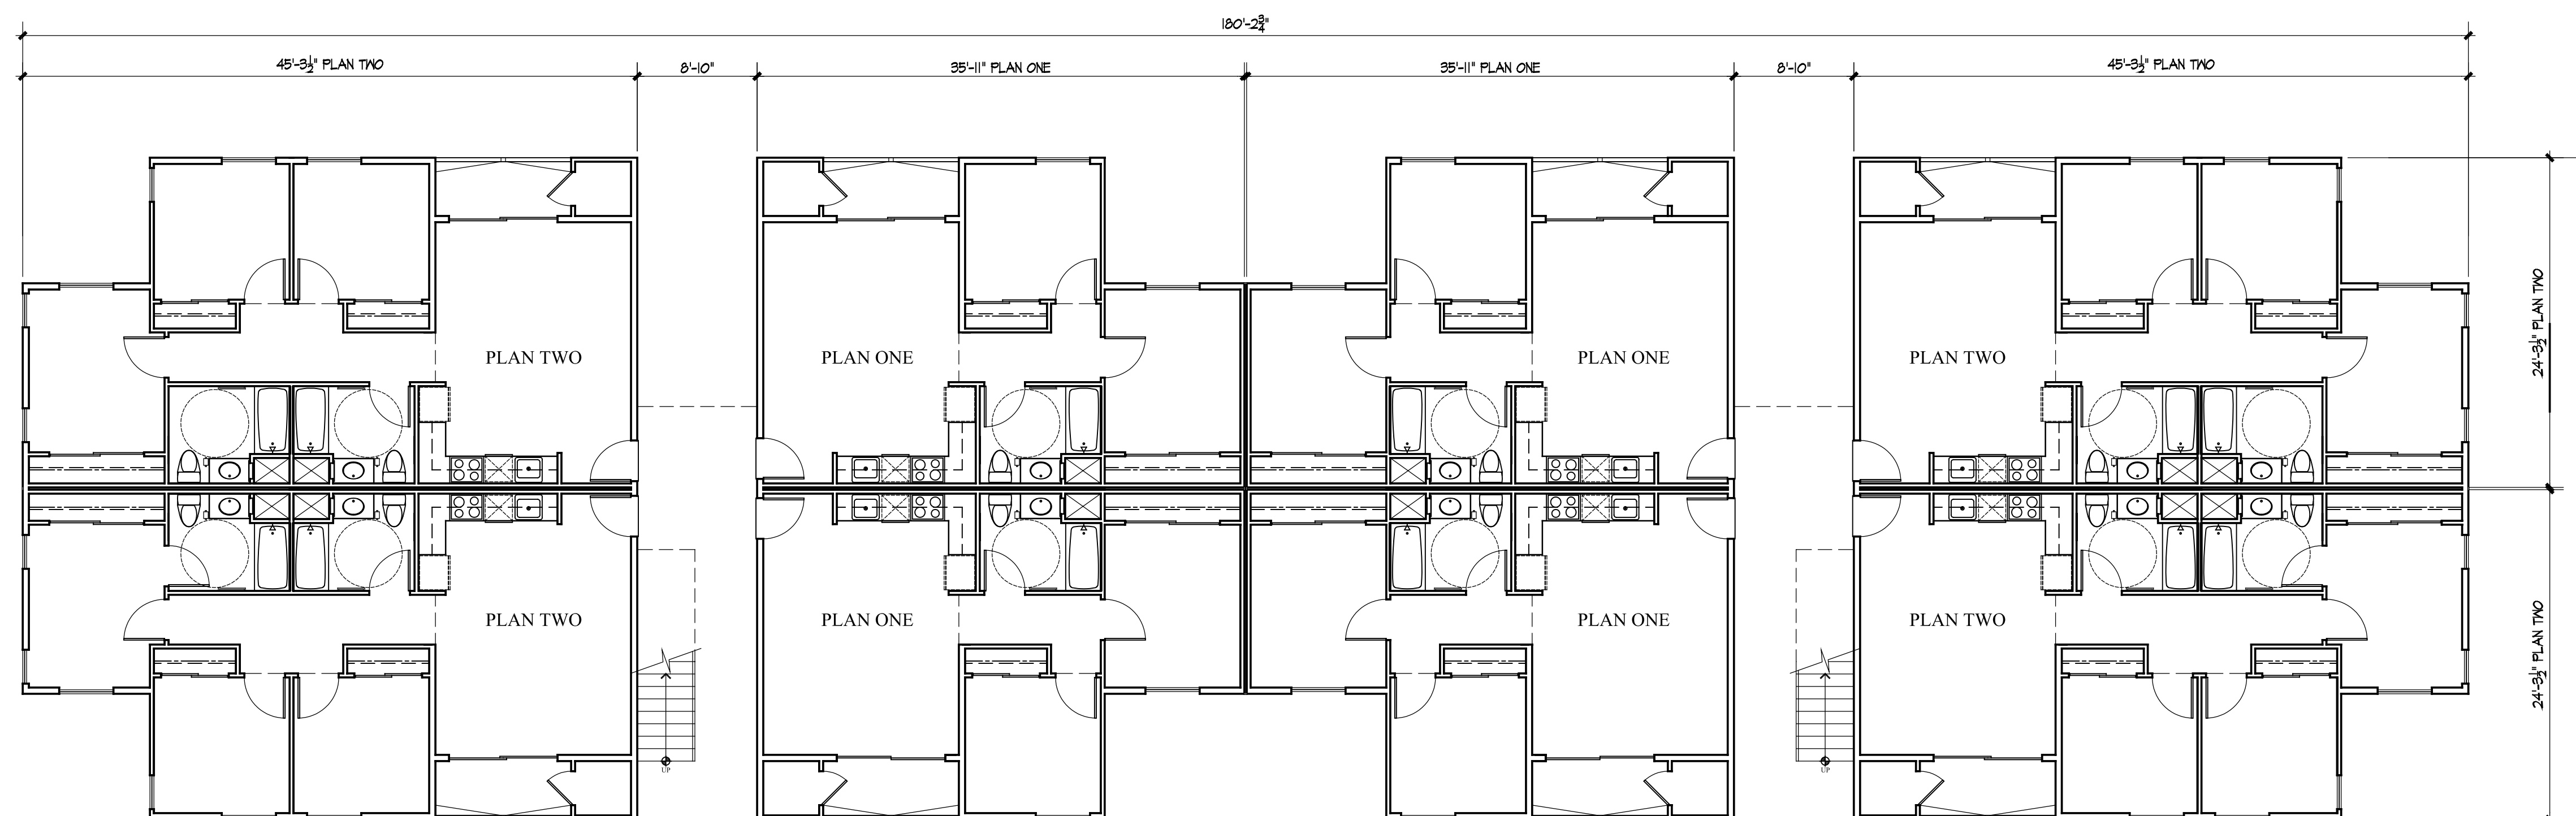 180'-2¾"
45'-3½" PLAN TWO
8'-10"
35'-11" PLAN ONE
35'-11" PLAN ONE
8'-10"
45'-3½" PLAN TWO
24'-3½" PLAN TWO
PLAN TWO
PLAN ONE
PLAN ONE
PLAN TWO
PLAN TWO
PLAN ONE
PLAN ONE
PLAN TWO
24'-3½" PLAN TWO
UP
UP